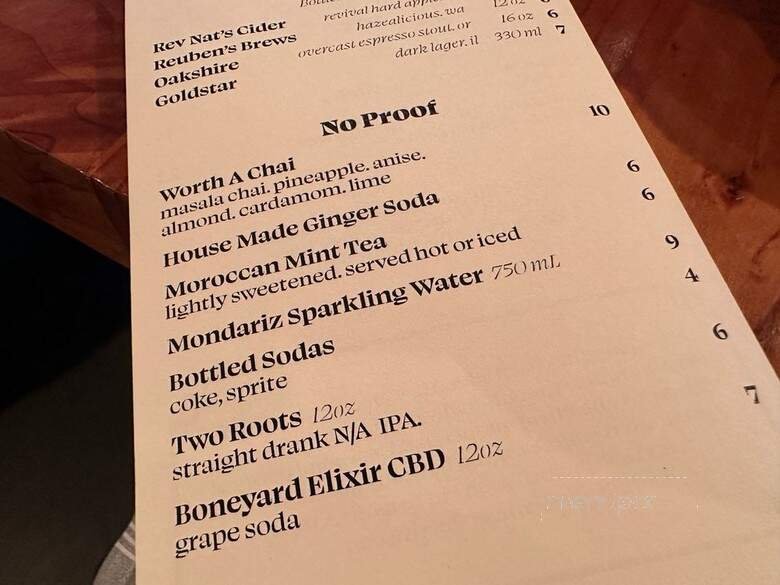 Rev Nat's Cider revival hard apple. 12 oz 6
Reuben's Brews hazealicious. wa 16 oz 6
Oakshire overcast espresso stout. or
Goldstar dark lager. il 330 ml 7
No Proof
Worth A Chai 10
masala chai. pineapple. anise.
almond. cardamom. lime
House Made Ginger Soda 6
Moroccan Mint Tea 6
lightly sweetened. served hot or iced
Mondariz Sparkling Water 750 mL 9
Bottled Sodas 4
coke, sprite
Two Roots 12oz 6
straight drank N/A IPA.
Boneyard Elixir CBD 12oz 7
grape soda